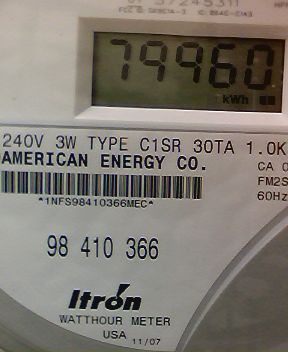 79960
kWh
240V 3W TYPE C1SR 30TA 1.0K
AMERICAN ENERGY CO.
CA 0
FM2S
60Hz
*1NFS98410366MEC*
98 410 366
Itron
WATTHOUR METER
USA 11/07